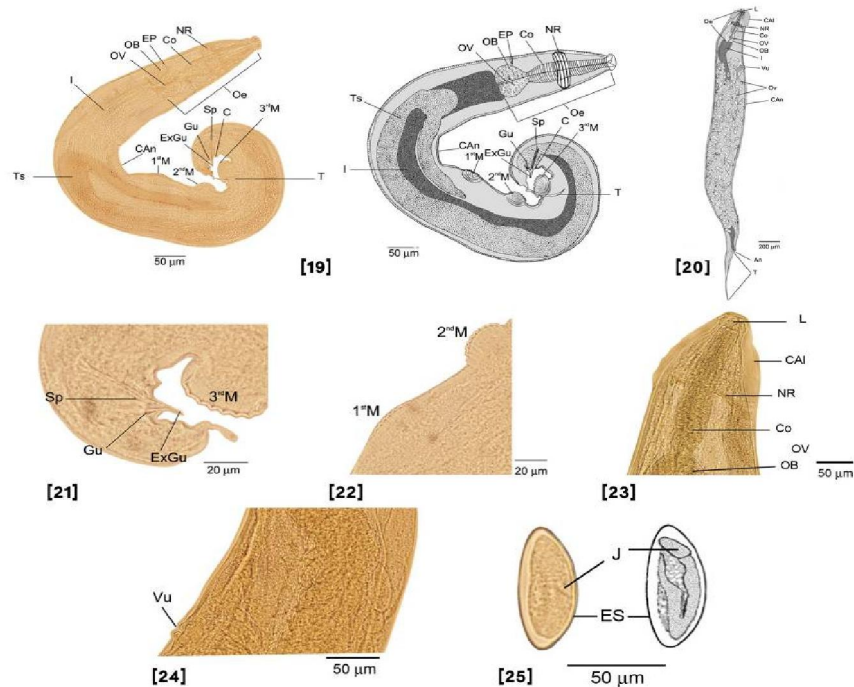 NR
Co
EP
OB
OV
I
Oe
Sp
C
3rdM
Gu
ExGu
CAn
1stM
2ndM
Ts
T
50 µm
[19]
NR
Co
EP
OB
OV
Ts
Oe
Sp
C
3rdM
Gu
ExGu
CAn
1stM
I
2ndM
T
50 µm
L
Oe
CAl
NR
Co
OV
OB
I
Vu
Ov
CAn
200 µm
[20]
An
T
Sp
3rdM
Gu
ExGu
20 µm
[21]
2ndM
1stM
20 µm
[22]
L
CAl
NR
Co
OV
OB
50 µm
[23]
Vu
50 µm
[24]
J
ES
50 µm
[25]